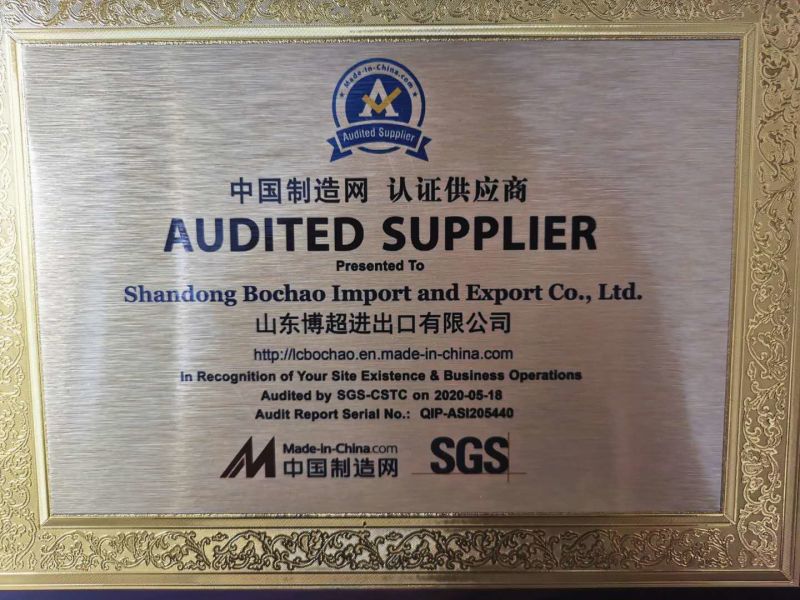 Made-in-China.com
A
Audited Supplier
中国制造网 认证供应商
AUDITED SUPPLIER
Presented To
Shandong Bochao Import and Export Co., Ltd.
山东博超进出口有限公司
http://lcbochao.en.made-in-china.com
In Recognition of Your Site Existence & Business Operations
Audited by SGS-CSTC on 2020-05-18
Audit Report Serial No.: QIP-ASI205440
Made-in-China.com
中国制造网
SGS